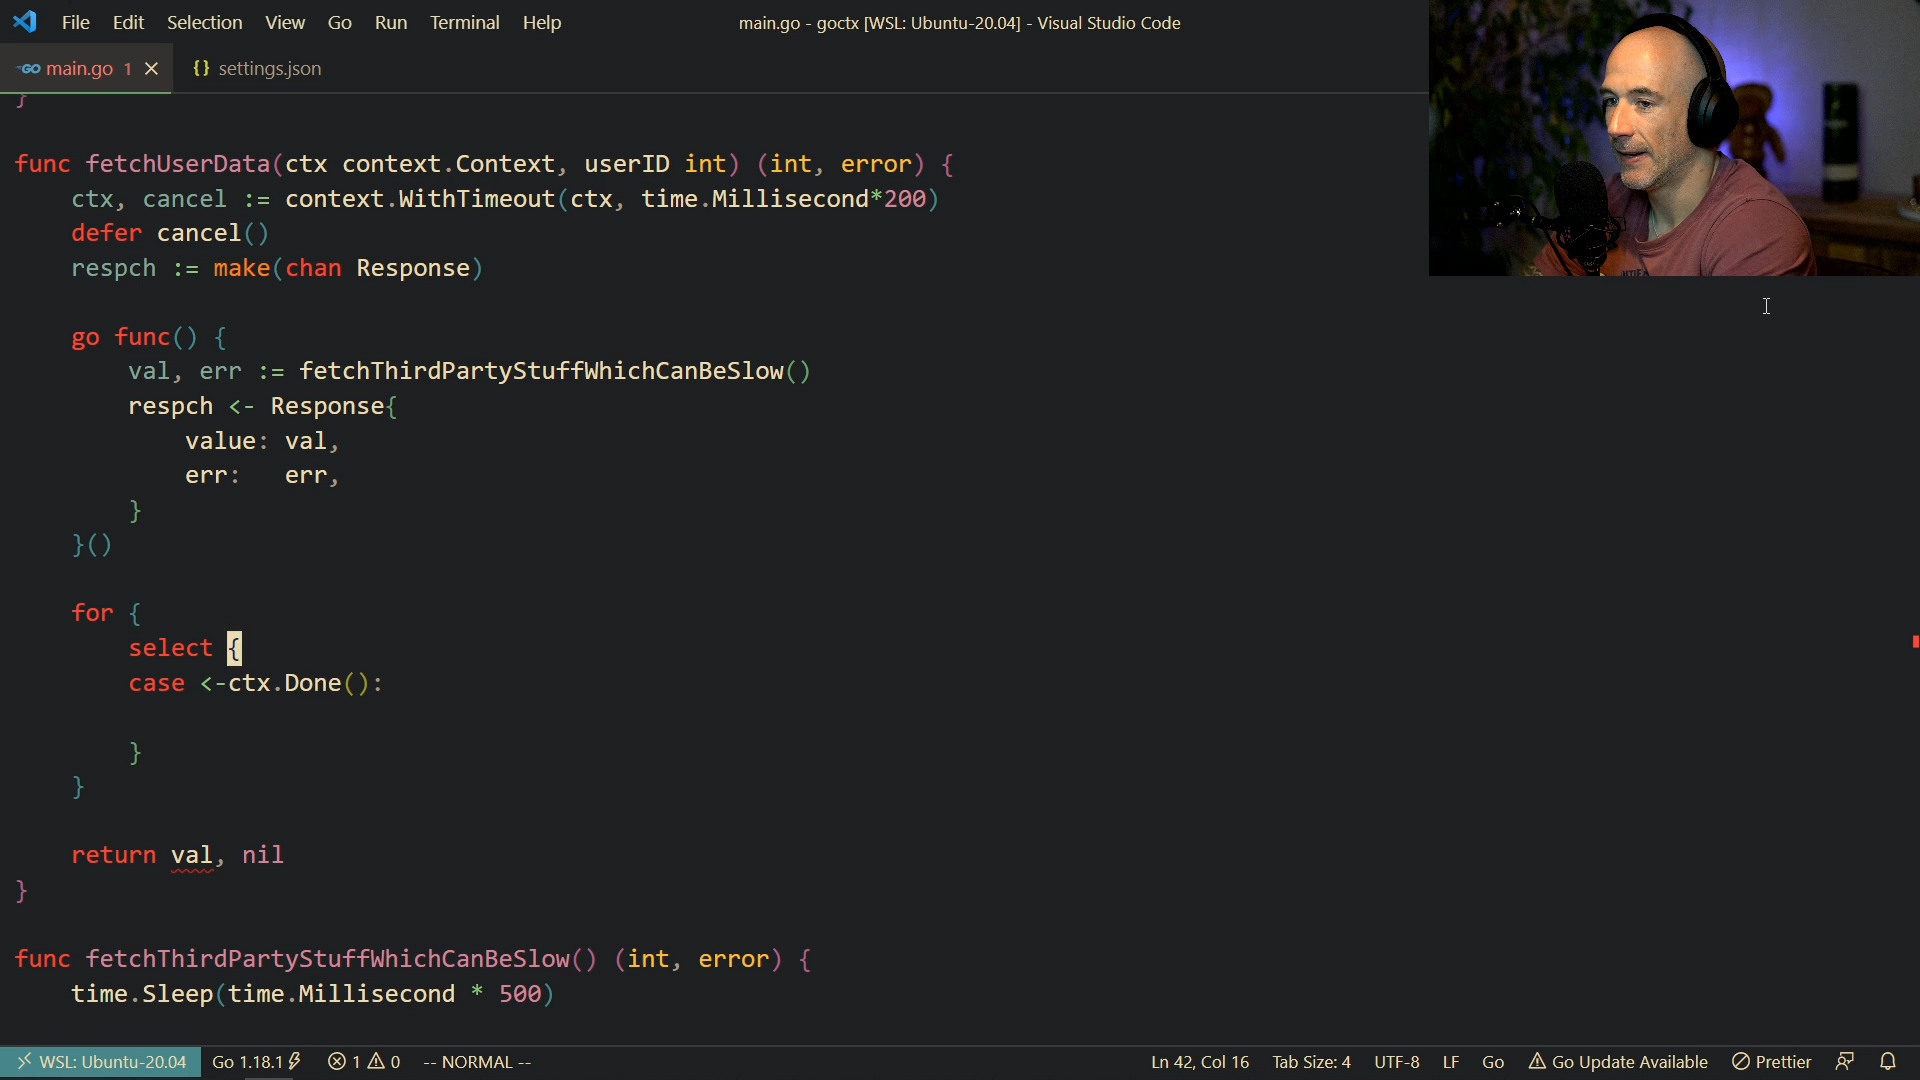 File Edit Selection View Go Run Terminal Help
main.go - goctx [WSL: Ubuntu-20.04] - Visual Studio Code
GO main.go 1
{} settings.json
}
func fetchUserData(ctx context.Context, userID int) (int, error) {
    ctx, cancel := context.WithTimeout(ctx, time.Millisecond*200)
    defer cancel()
    respch := make(chan Response)
    go func() {
        val, err := fetchThirdPartyStuffWhichCanBeSlow()
        respch <- Response{
            value: val,
            err:   err,
        }
    }()
    for {
        select {
        case <-ctx.Done():
        }
    }
    return val, nil
}
func fetchThirdPartyStuffWhichCanBeSlow() (int, error) {
    time.Sleep(time.Millisecond * 500)
WSL: Ubuntu-20.04 Go 1.18.1 1 0 -- NORMAL -- Ln 42, Col 16 Tab Size: 4 UTF-8 LF Go Go Update Available Prettier